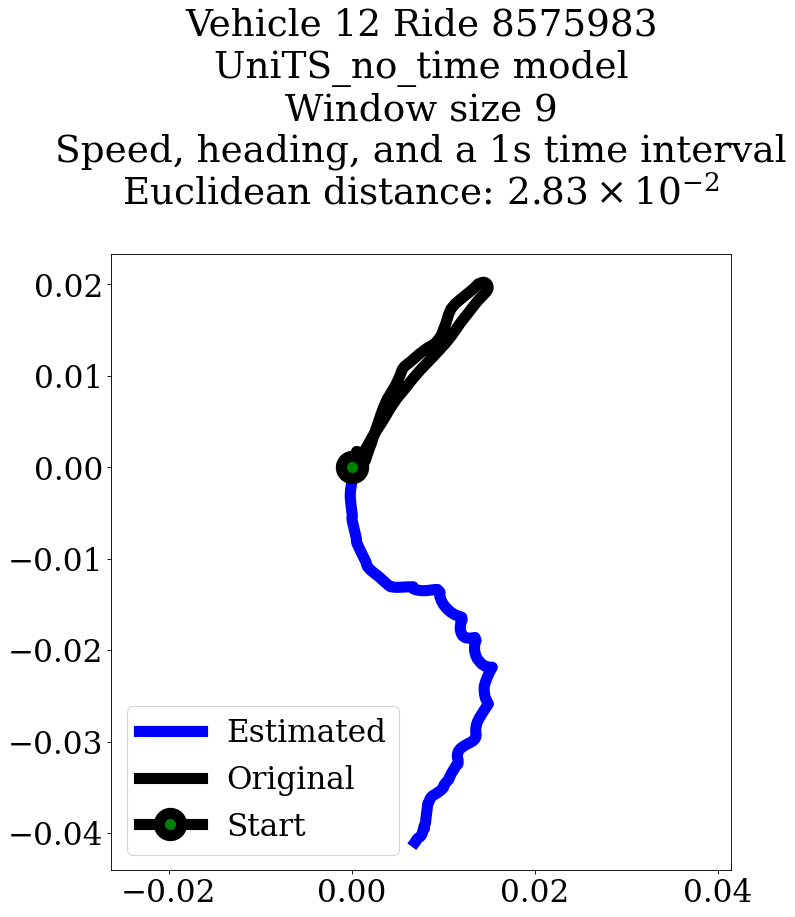 Vehicle 12 Ride 8575983
UniTS_no_time model
Window size 9
Speed, heading, and a 1s time interval
Euclidean distance: 2.83 × 10⁻²
0.02
0.01
0.00
−0.01
−0.02
−0.03
−0.04
Estimated
Original
Start
−0.02 0.00 0.02 0.04